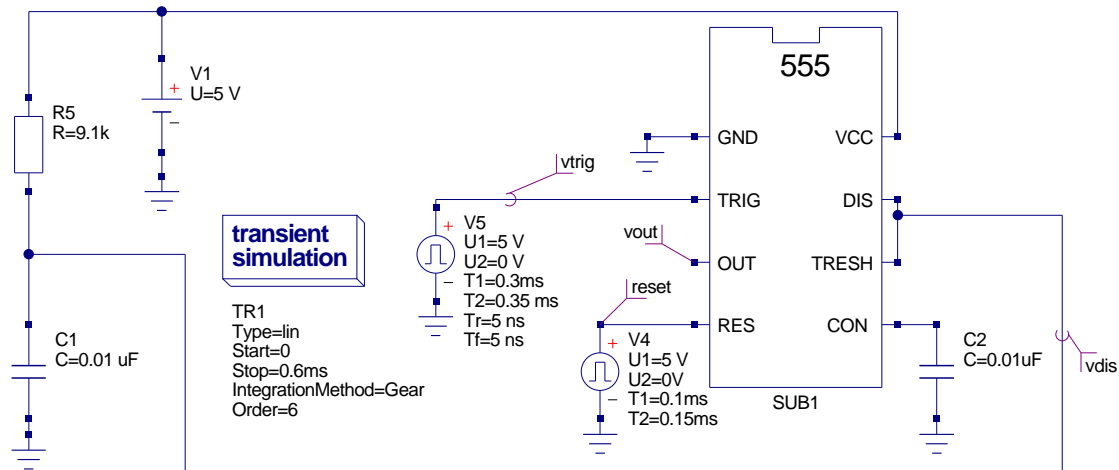 555
V1
U=5 V
R5
R=9.1k
GND
VCC
vtrig
TRIG
DIS
transient
simulation
V5
U1=5 V
U2=0 V
T1=0.3ms
T2=0.35 ms
Tr=5 ns
Tf=5 ns
vout
OUT
TRESH
reset
RES
CON
TR1
Type=lin
Start=0
Stop=0.6ms
IntegrationMethod=Gear
Order=6
C1
C=0.01 uF
V4
U1=5 V
U2=0V
T1=0.1ms
T2=0.15ms
C2
C=0.01uF
vdis
SUB1